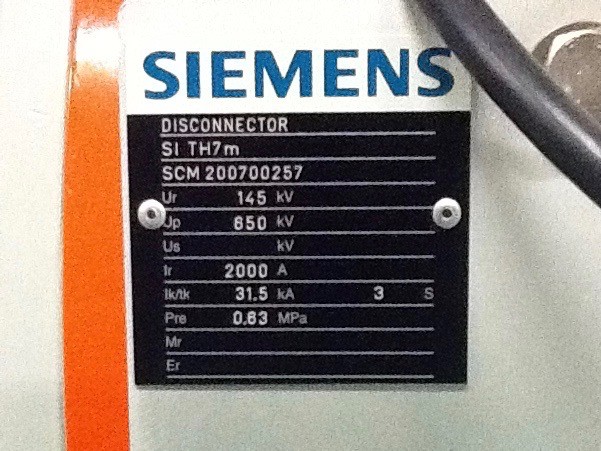 SIEMENS
DISCONNECTOR
SI TH7m
SCM 200700257
Ur 145 kV
Up 650 kV
Us kV
Ir 2000 A
Ik/tk 31.5 kA 3 S
Pre 0.63 MPa
Mr
Er